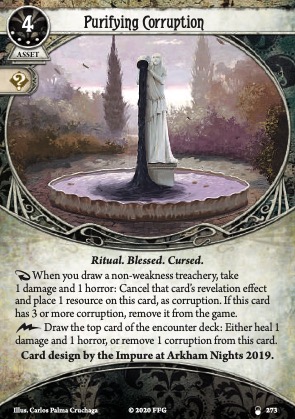 4
Purifying Corruption
ASSET
Ritual. Blessed. Cursed.
When you draw a non-weakness treachery, take
1 damage and 1 horror: Cancel that card's revelation effect
and place 1 resource on this card, as corruption. If this card
has 3 or more corruption, remove it from the game.
Draw the top card of the encounter deck: Either heal 1
damage and 1 horror, or remove 1 corruption from this card.
Card design by the Impure at Arkham Nights 2019.
Illus. Carlos Palma Cruchaga
© 2020 FFG
273